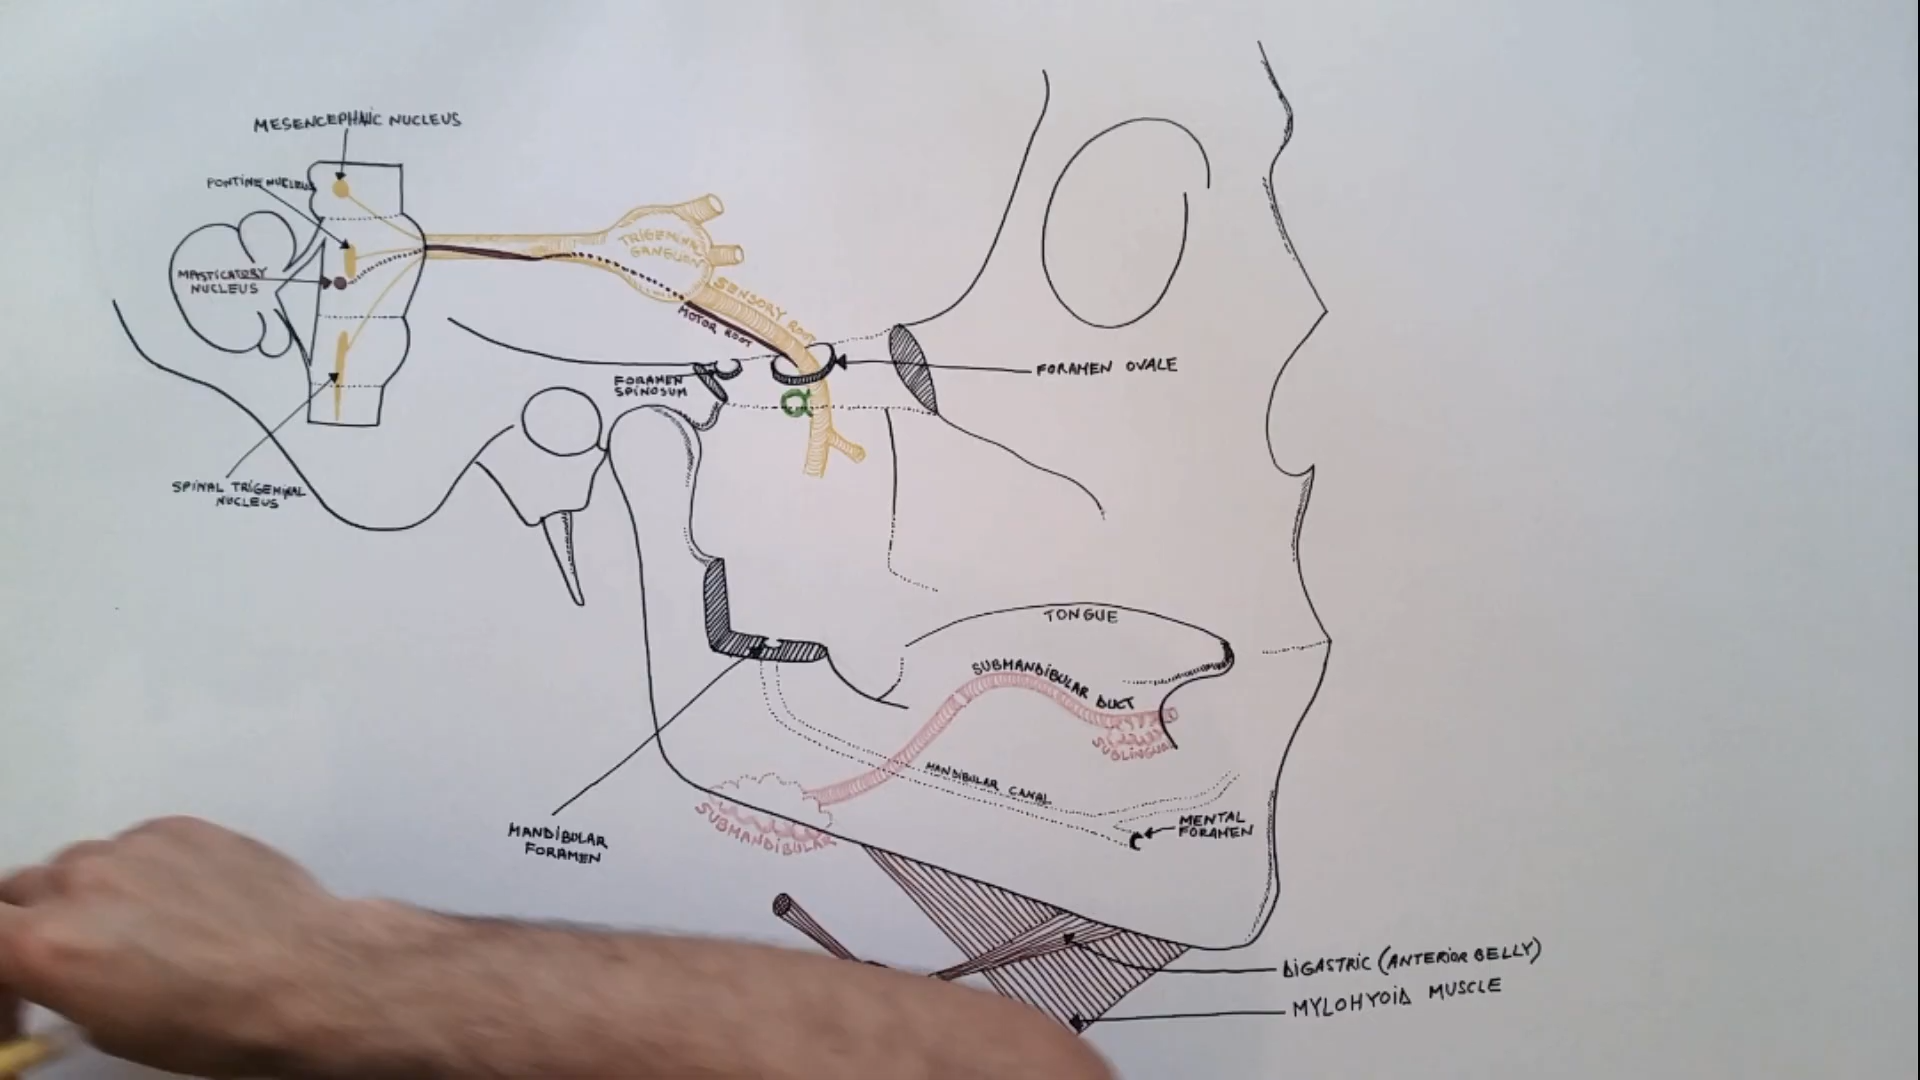 MESENCEPHALIC NUCLEUS
PONTINE NUCLEUS
MASTICATORY
NUCLEUS
SPINAL TRIGEMINAL
NUCLEUS
TRIGEMINAL
GANGLION
SENSORY ROOT
MOTOR ROOT
FORAMEN
SPINOSUM
FORAMEN OVALE
TONGUE
SUBMANDIBULAR DUCT
SUBLINGUAL
MANDIBULAR CANAL
MENTAL
FORAMEN
SUBMANDIBULAR
MANDIBULAR
FORAMEN
DIGASTRIC (ANTERIOR BELLY)
MYLOHYOID MUSCLE